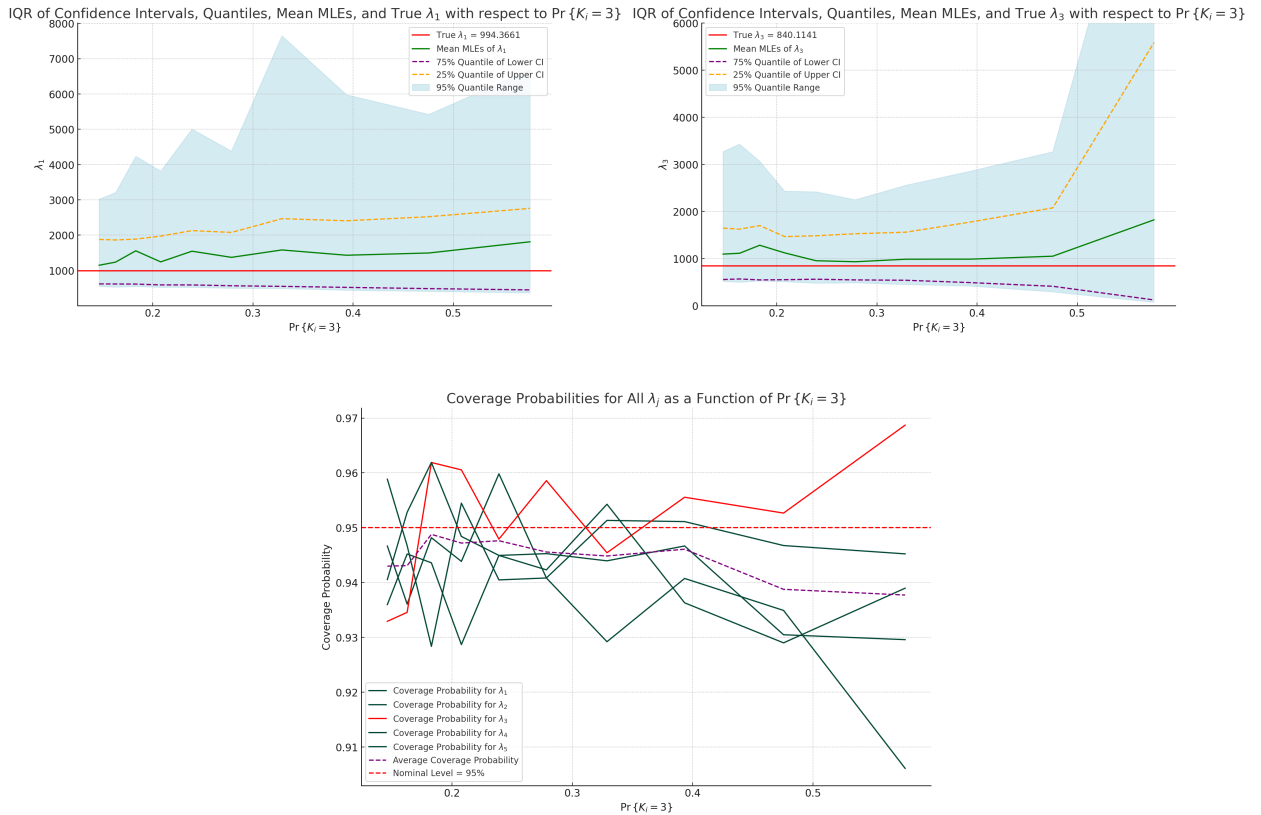 IQR of Confidence Intervals, Quantiles, Mean MLEs, and True λ₁ with respect to Pr {Kᵢ = 3}
8000
7000
6000
5000
4000
3000
2000
1000
λ₁
0.2 0.3 0.4 0.5
Pr {Kᵢ = 3}
True λ₁ = 994.3661
Mean MLEs of λ₁
75% Quantile of Lower CI
25% Quantile of Upper CI
95% Quantile Range
IQR of Confidence Intervals, Quantiles, Mean MLEs, and True λ₃ with respect to Pr {Kᵢ = 3}
6000
5000
4000
3000
2000
1000
0
λ₃
0.2 0.3 0.4 0.5
Pr {Kᵢ = 3}
True λ₃ = 840.1141
Mean MLEs of λ₃
75% Quantile of Lower CI
25% Quantile of Upper CI
95% Quantile Range
Coverage Probabilities for All λⱼ as a Function of Pr {Kᵢ = 3}
0.97
0.96
0.95
0.94
0.93
0.92
0.91
Coverage Probability
0.2 0.3 0.4 0.5
Pr {Kᵢ = 3}
Coverage Probability for λ₁
Coverage Probability for λ₂
Coverage Probability for λ₃
Coverage Probability for λ₄
Coverage Probability for λ₅
Average Coverage Probability
Nominal Level = 95%